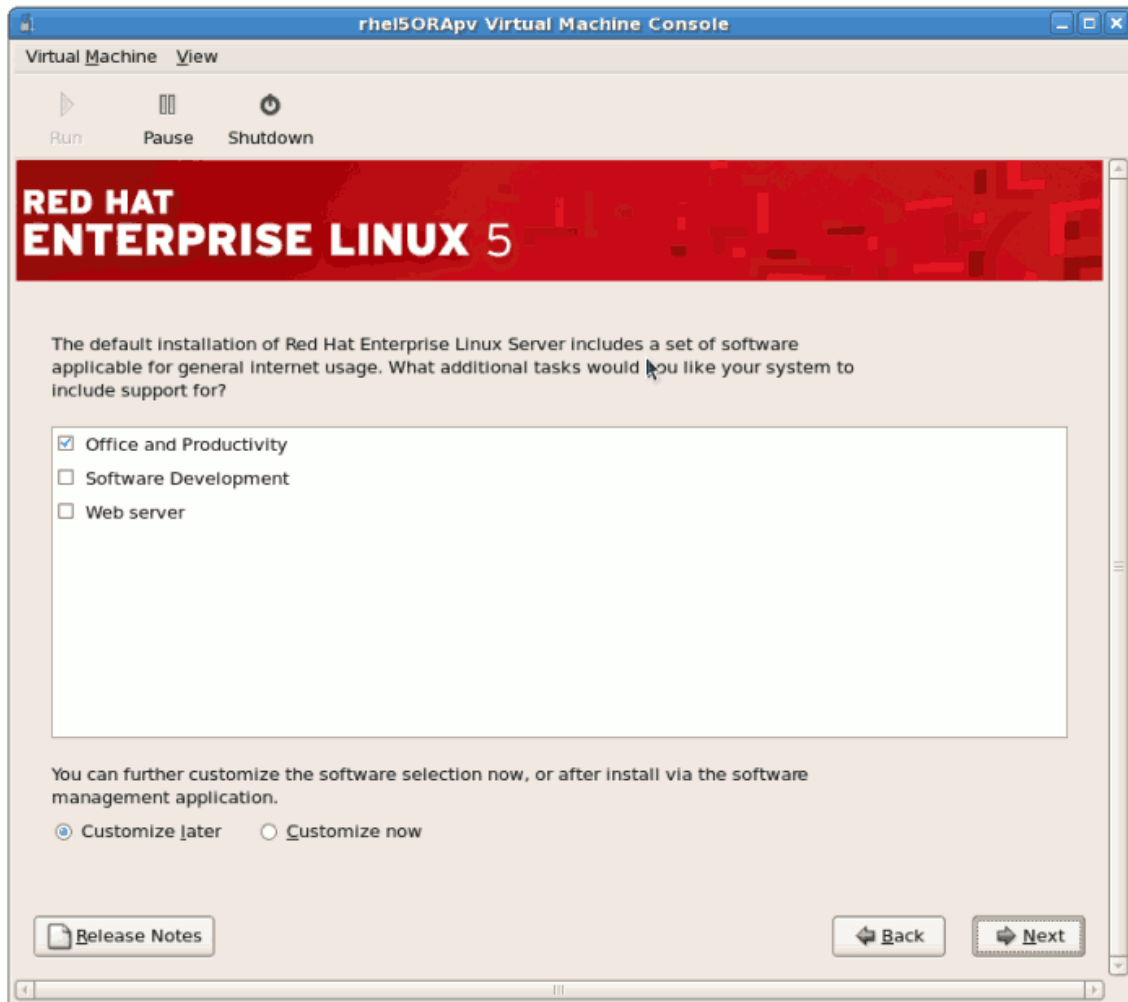 rhel5ORApv Virtual Machine Console
Virtual Machine View
Run Pause Shutdown
RED HAT
ENTERPRISE LINUX 5
The default installation of Red Hat Enterprise Linux Server includes a set of software
applicable for general internet usage. What additional tasks would you like your system to
include support for?
Office and Productivity
Software Development
Web server
You can further customize the software selection now, or after install via the software
management application.
Customize later Customize now
Release Notes Back Next